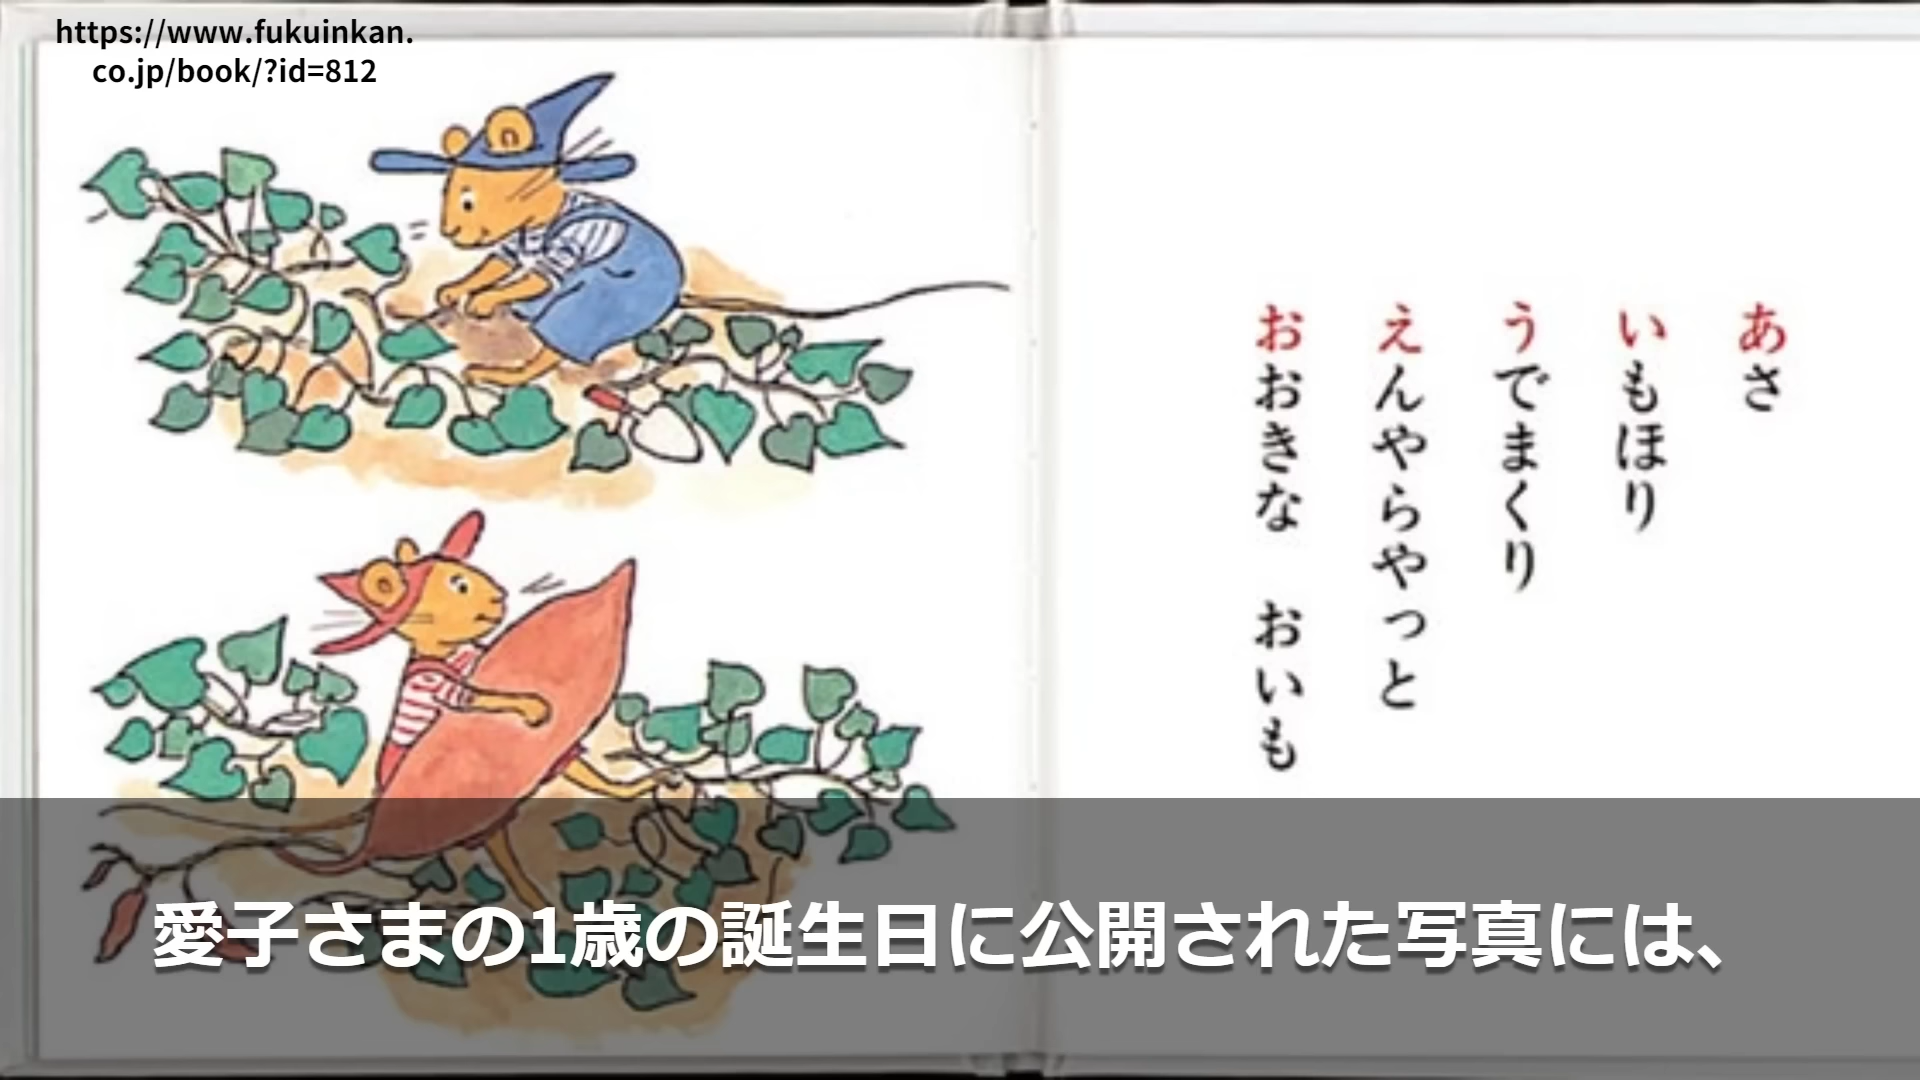 https://www.fukuinkan.
co.jp/book/?id=812
あさ
いもほり
うでまくり
えんやらやっと
おおきな　おいも
愛子さまの1歳の誕生日に公開された写真には、